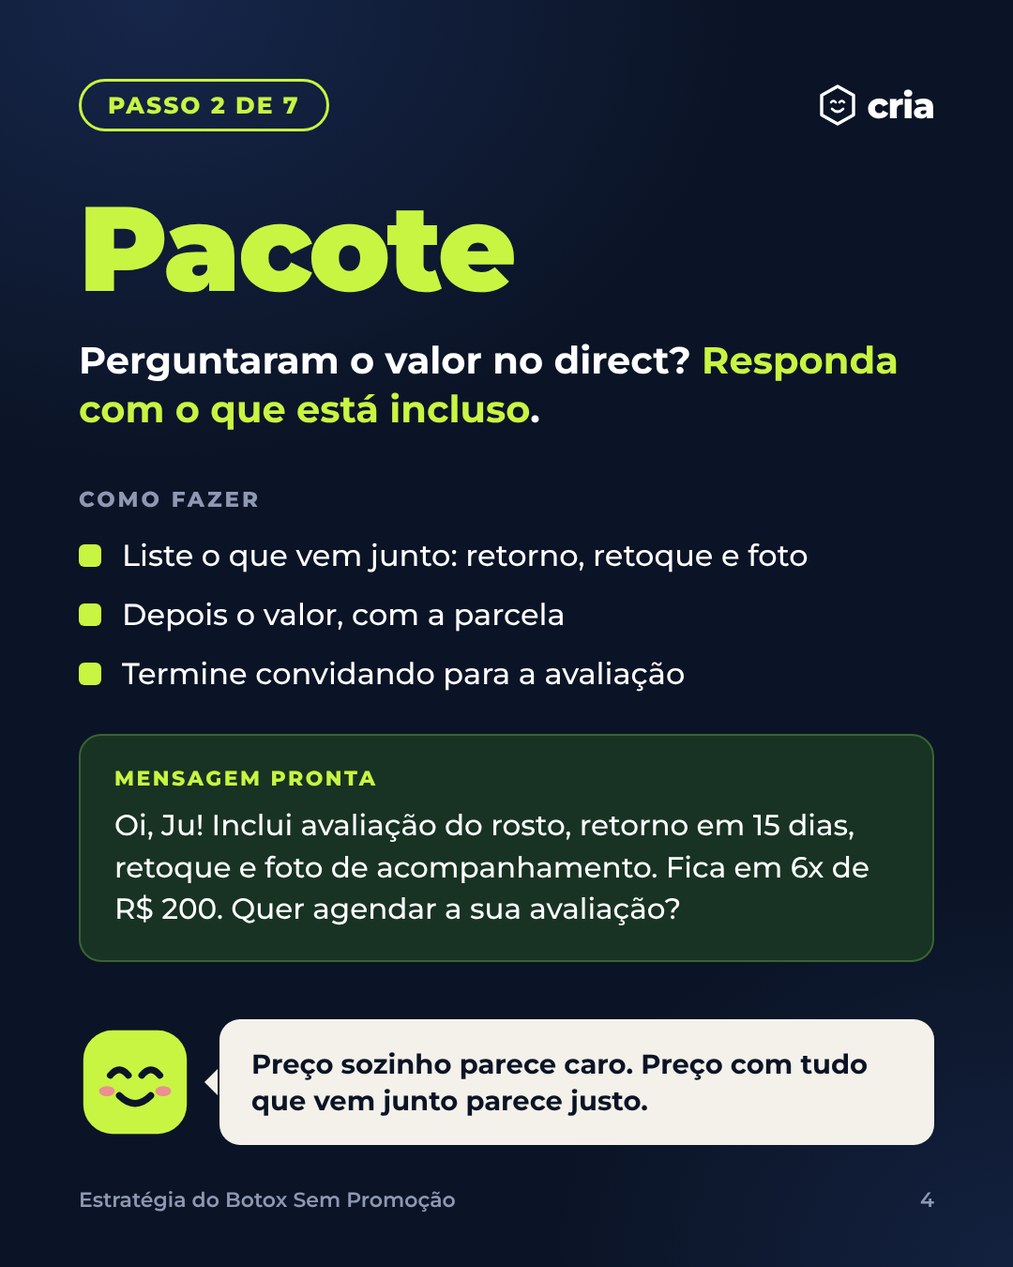 PASSO 2 DE 7
cria
Pacote
Perguntaram o valor no direct? Responda
com o que está incluso.
COMO FAZER
Liste o que vem junto: retorno, retoque e foto
Depois o valor, com a parcela
Termine convidando para a avaliação
MENSAGEM PRONTA
Oi, Ju! Inclui avaliação do rosto, retorno em 15 dias,
retoque e foto de acompanhamento. Fica em 6x de
R$ 200. Quer agendar a sua avaliação?
Preço sozinho parece caro. Preço com tudo
que vem junto parece justo.
Estratégia do Botox Sem Promoção
4